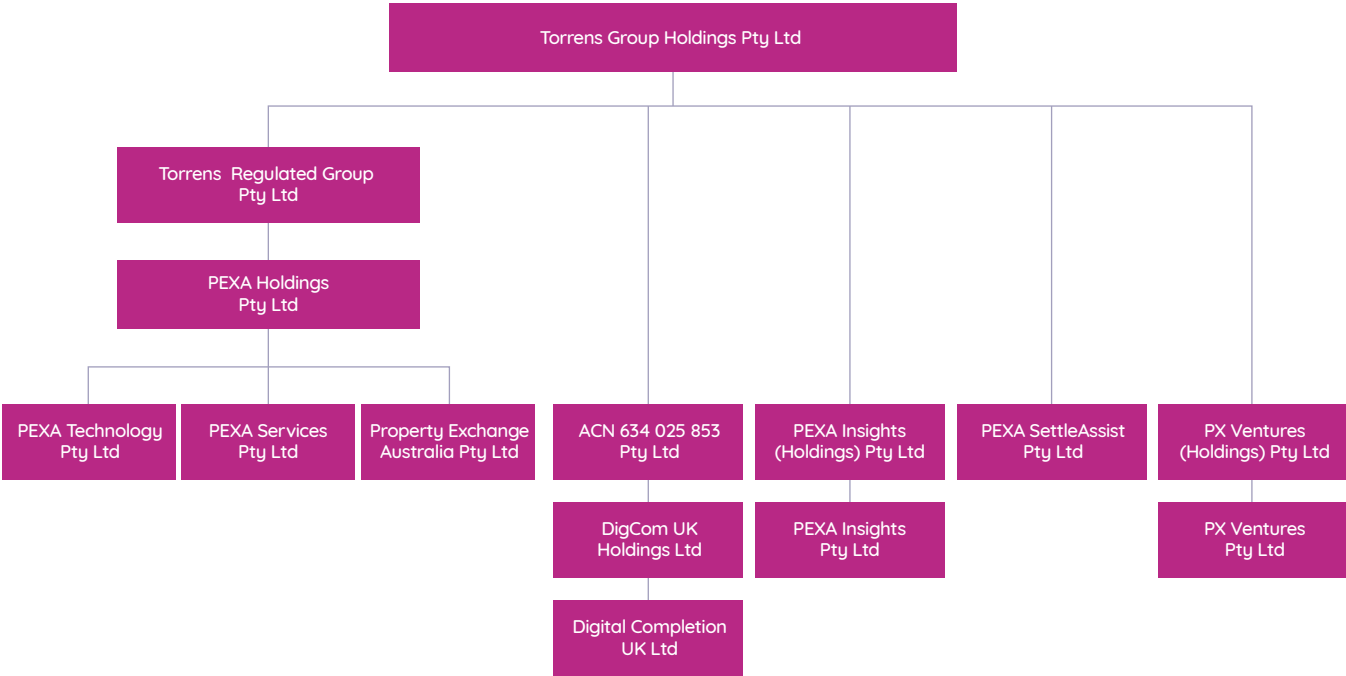 Torrens Group Holdings Pty Ltd
Torrens  Regulated Group
Pty Ltd
PEXA Holdings
Pty Ltd
PEXA Technology
Pty Ltd
PEXA Services
Pty Ltd
Property Exchange
Australia Pty Ltd
ACN 634 025 853
Pty Ltd
PEXA Insights
(Holdings) Pty Ltd
PEXA SettleAssist
Pty Ltd
PX Ventures
(Holdings) Pty Ltd
DigCom UK
Holdings Ltd
PEXA Insights
Pty Ltd
PX Ventures
Pty Ltd
Digital Completion
UK Ltd